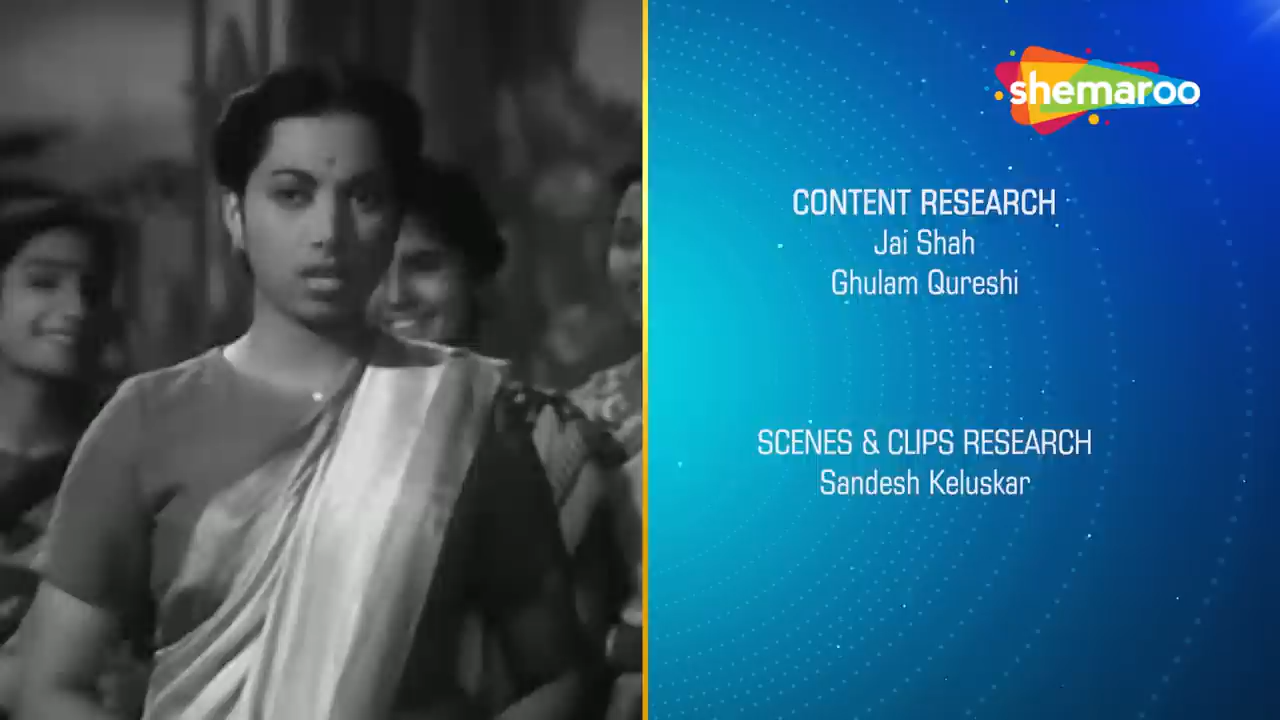 shemaroo
CONTENT RESEARCH
Jai Shah
Ghulam Qureshi
SCENES & CLIPS RESEARCH
Sandesh Keluskar